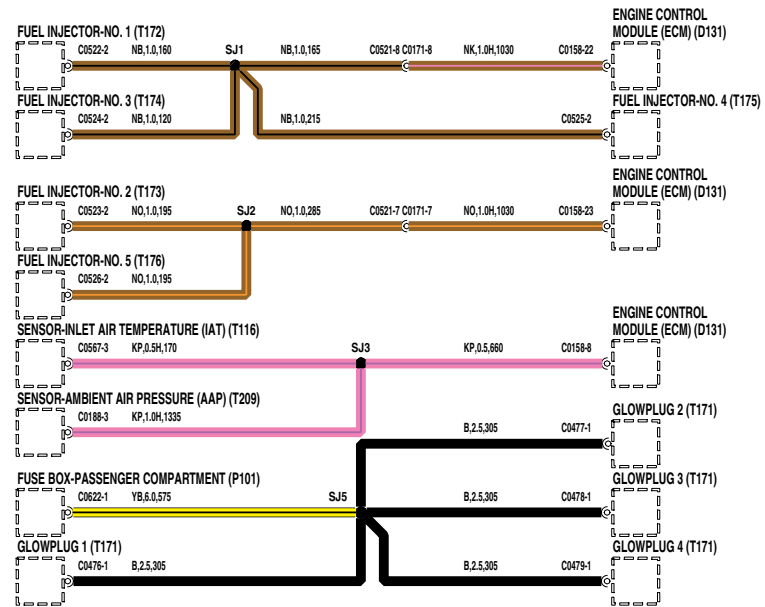 ENGINE CONTROL
FUEL INJECTOR-NO. 1 (T172)
MODULE (ECM) (D131)
C0522-2 NB,1.0,160 SJ1 NB,1.0,165 C0521-8 C0171-8 NK,1.0H,1030 C0158-22
FUEL INJECTOR-NO. 3 (T174)
FUEL INJECTOR-NO. 4 (T175)
C0524-2 NB,1.0,120 NB,1.0,215 C0525-2
ENGINE CONTROL
FUEL INJECTOR-NO. 2 (T173)
MODULE (ECM) (D131)
C0523-2 NO,1.0,195 SJ2 NO,1.0,285 C0521-7 C0171-7 NO,1.0H,1030 C0158-23
FUEL INJECTOR-NO. 5 (T176)
C0526-2 NO,1.0,195
ENGINE CONTROL
SENSOR-INLET AIR TEMPERATURE (IAT) (T116)
MODULE (ECM) (D131)
C0567-3 KP,0.5H,170 SJ3 KP,0.5,660 C0158-8
SENSOR-AMBIENT AIR PRESSURE (AAP) (T209)
C0188-3 KP,1.0H,1335
GLOWPLUG 2 (T171)
B,2.5,305 C0477-1
FUSE BOX-PASSENGER COMPARTMENT (P101)
GLOWPLUG 3 (T171)
C0622-1 YB,6.0,575 SJ5 B,2.5,305 C0478-1
GLOWPLUG 1 (T171)
GLOWPLUG 4 (T171)
C0476-1 B,2.5,305 B,2.5,305 C0479-1